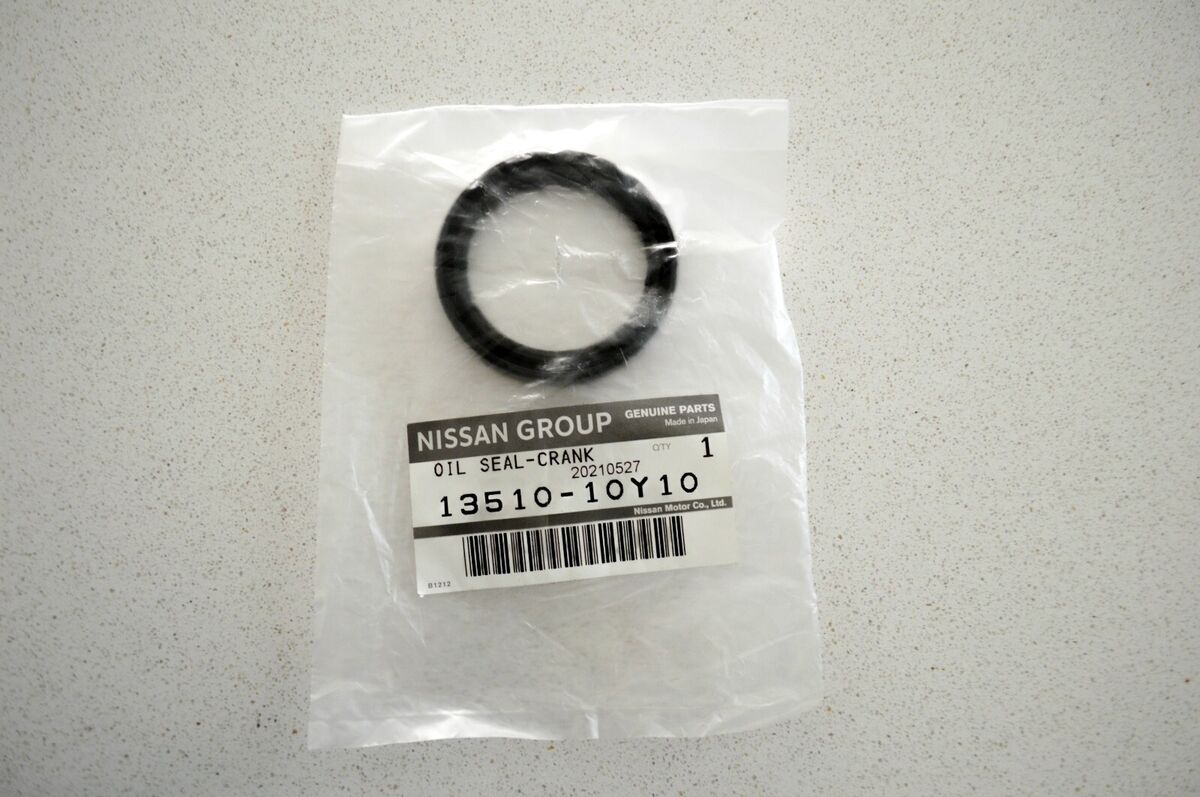 NISSAN GROUP GENUINE PARTS
Made in Japan
OIL SEAL-CRANK Q'TY 1
20210527
13510-10Y10
Nissan Motor Co., Ltd.
B1212